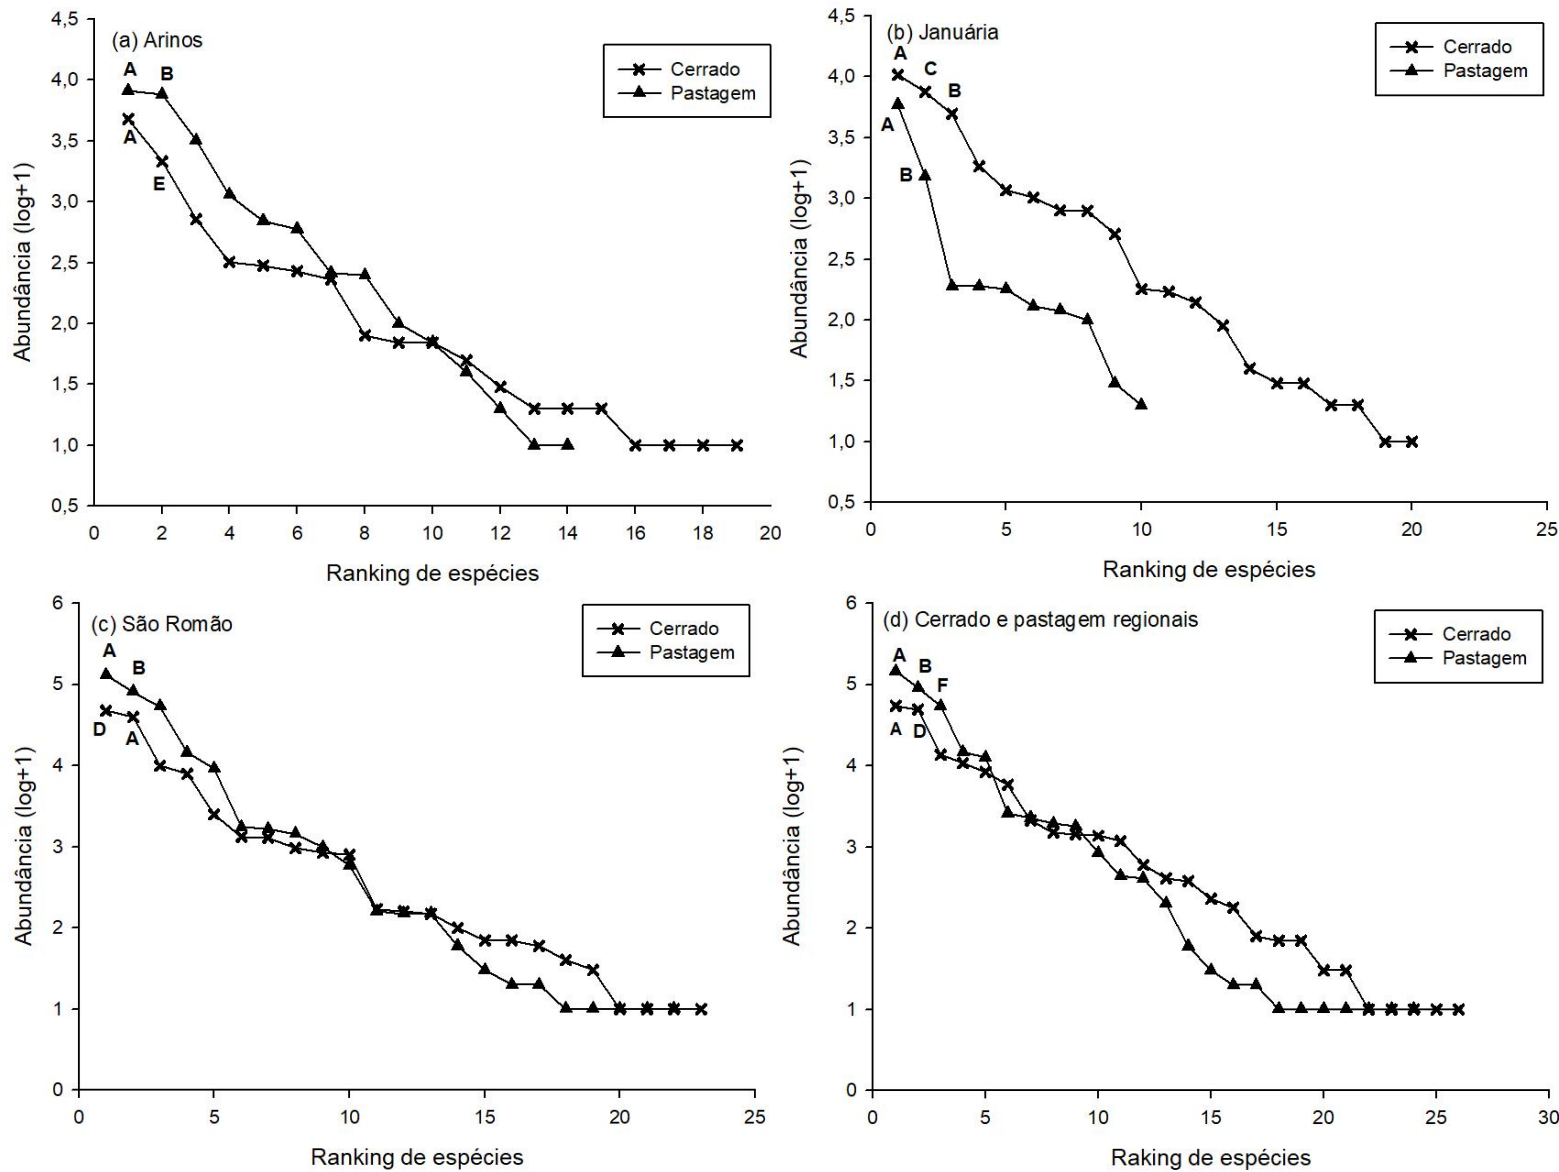 (a) Arinos
Cerrado
Pastagem
A
B
A
E
Abundância (log+1)
4,5
4,0
3,5
3,0
2,5
2,0
1,5
1,0
0,5
0 2 4 6 8 10 12 14 16 18 20
Ranking de espécies
(b) Januária
Cerrado
Pastagem
A
C
B
A
B
Abundância (log+1)
4,5
4,0
3,5
3,0
2,5
2,0
1,5
1,0
0,5
0 5 10 15 20 25
Ranking de espécies
(c) São Romão
Cerrado
Pastagem
A
B
D
A
Abundância (log+1)
6
5
4
3
2
1
0
0 5 10 15 20 25
Ranking de espécies
(d) Cerrado e pastagem regionais
Cerrado
Pastagem
A
B
F
A
D
Abundância (log+1)
6
5
4
3
2
1
0
0 5 10 15 20 25 30
Raking de espécies